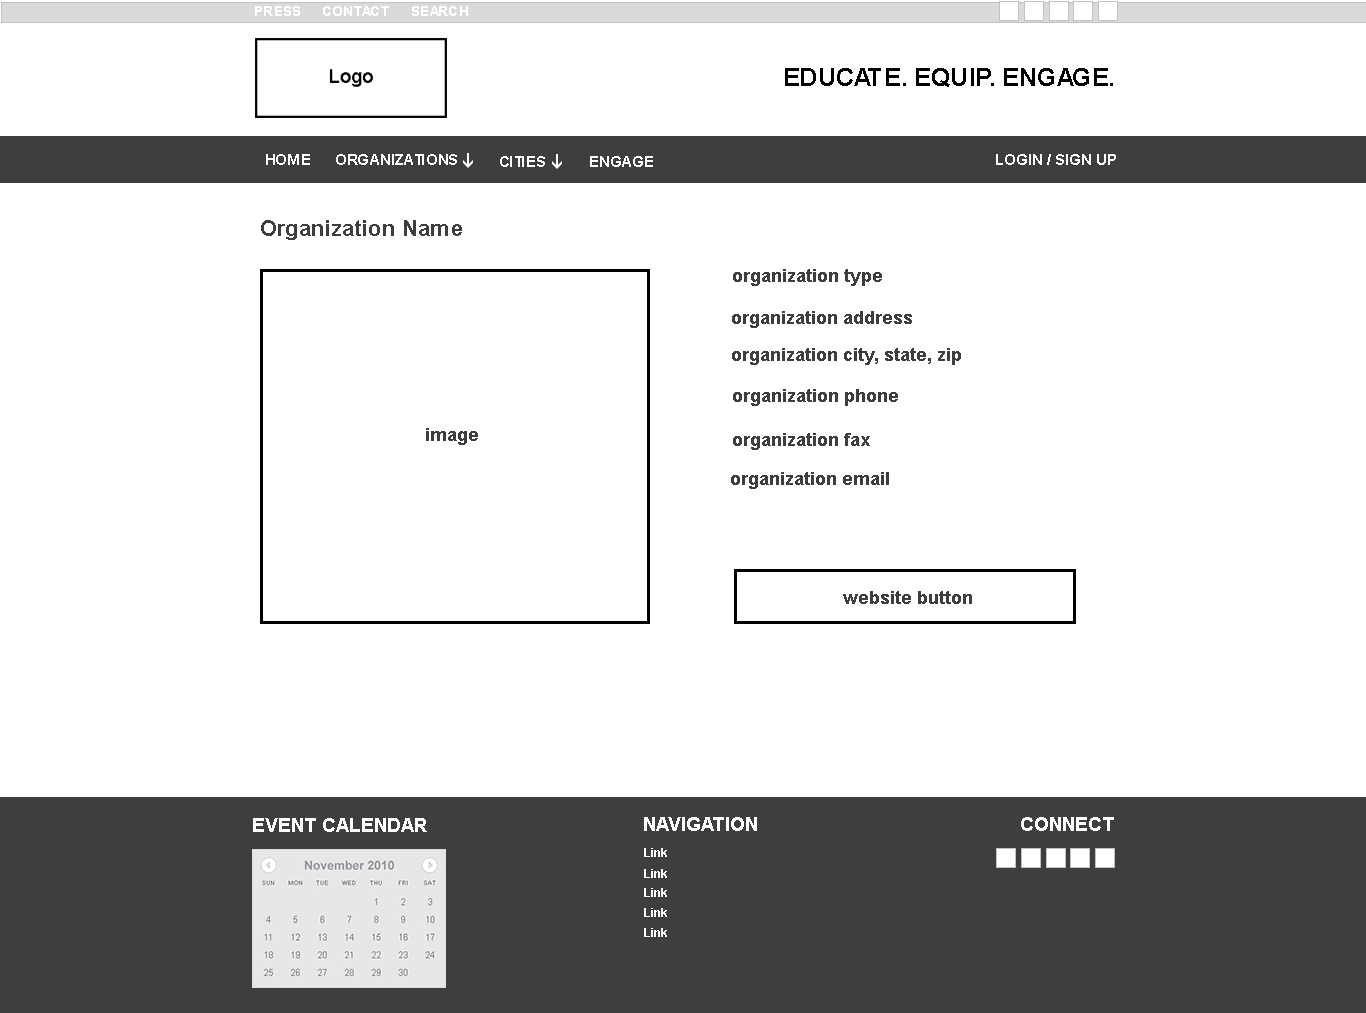 PRESS CONTACT SEARCH
Logo
EDUCATE. EQUIP. ENGAGE.
HOME ORGANIZATIONS ↓ CITIES ↓ ENGAGE LOGIN / SIGN UP
Organization Name
image
organization type
organization address
organization city, state, zip
organization phone
organization fax
organization email
website button
EVENT CALENDAR
November 2010
SUN MON TUE WED THU FRI SAT
1 2 3
4 5 6 7 8 9 10
11 12 13 14 15 16 17
18 19 20 21 22 23 24
25 26 27 28 29 30
NAVIGATION
Link
Link
Link
Link
Link
CONNECT